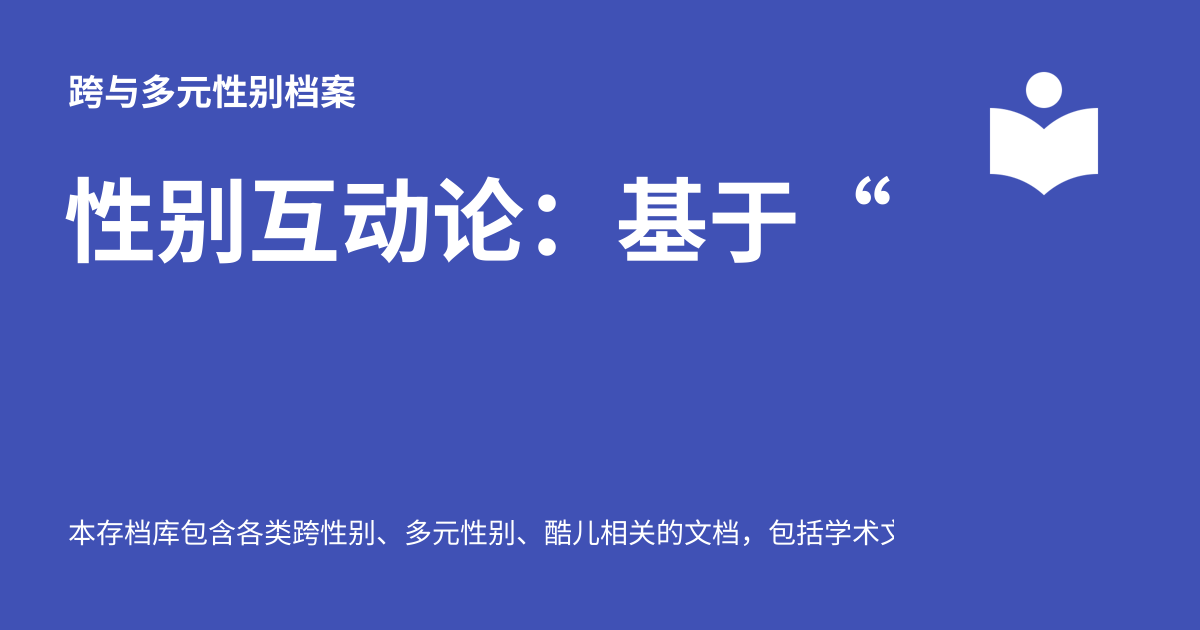 跨与多元性别档案
性别互动论：基于“
本存档库包含各类跨性别、多元性别、酷儿相关的文档，包括学术